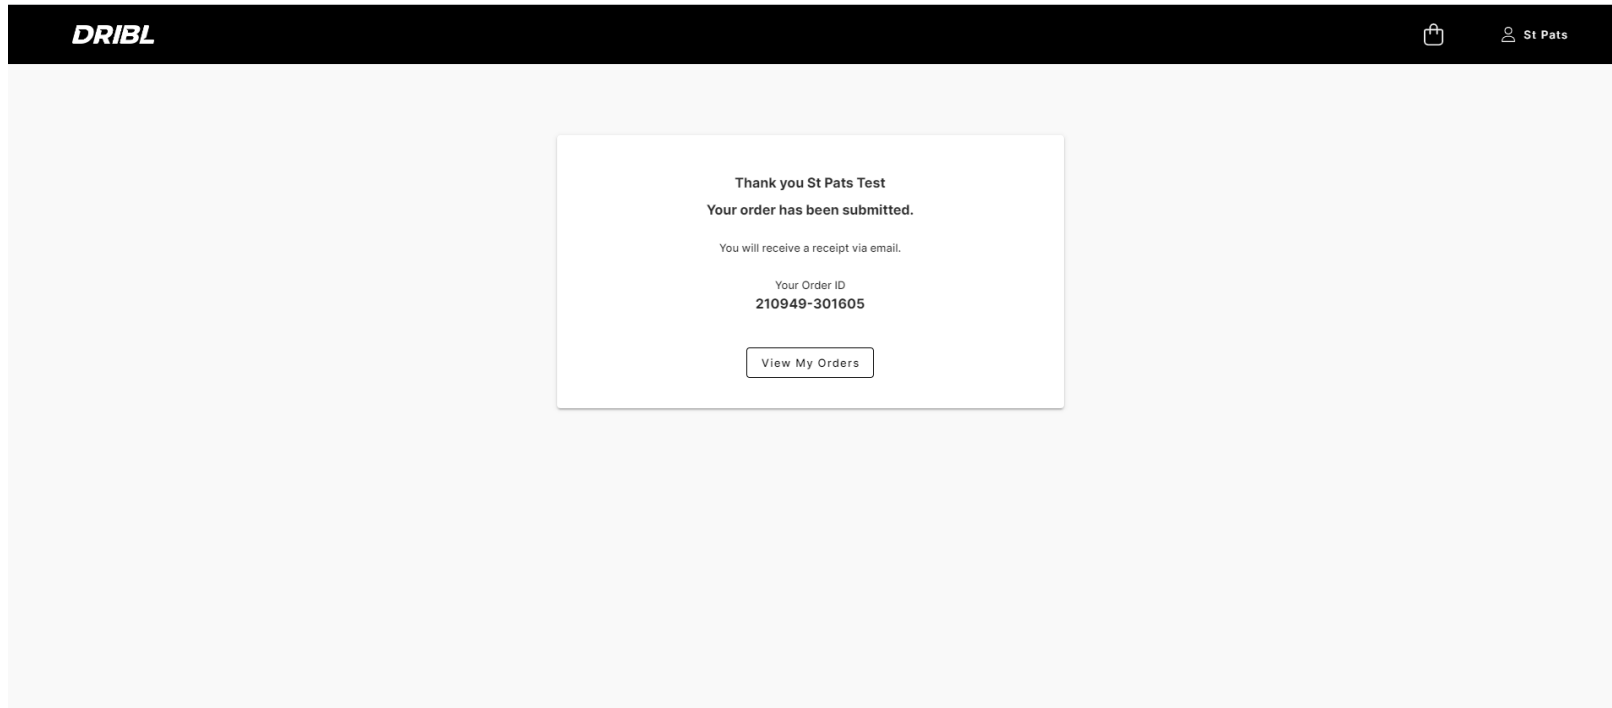 DRIBL
St Pats
Thank you St Pats Test
Your order has been submitted.
You will receive a receipt via email.
Your Order ID
210949-301605
View My Orders